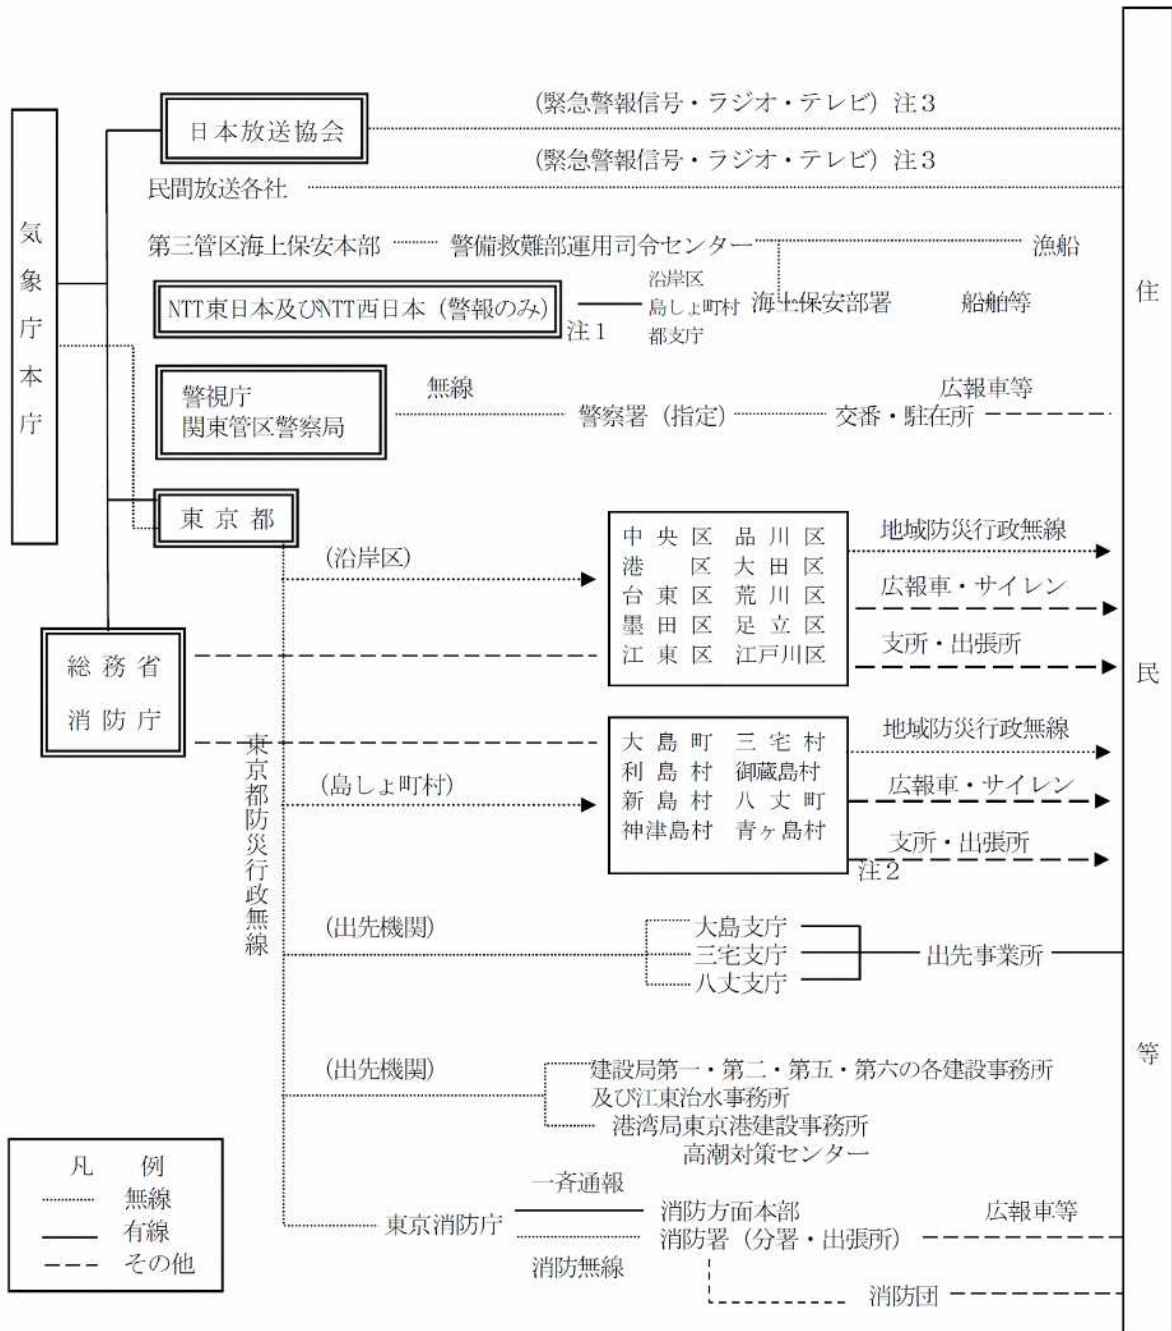 気象庁本庁
日本放送協会
(緊急警報信号・ラジオ・テレビ)注3
民間放送各社
(緊急警報信号・ラジオ・テレビ)注3
第三管区海上保安本部
警備救難部運用司令センター
漁船
NTT東日本及びNTT西日本(警報のみ)
注1
沿岸区
島しょ町村
都支庁
海上保安部署
船舶等
警視庁
関東管区警察局
無線
警察署(指定)
交番・駐在所
広報車等
東京都
総務省
消防庁
東京都防災行政無線
(沿岸区)
中央区 品川区
港区 大田区
台東区 荒川区
墨田区 足立区
江東区 江戸川区
地域防災行政無線
広報車・サイレン
支所・出張所
(島しょ町村)
大島町 三宅村
利島村 御蔵島村
新島村 八丈町
神津島村 青ヶ島村
地域防災行政無線
広報車・サイレン
支所・出張所
注2
(出先機関)
大島支庁
三宅支庁
八丈支庁
出先事業所
(出先機関)
建設局第一・第二・第五・第六の各建設事務所
及び江東治水事務所
港湾局東京港建設事務所
高潮対策センター
東京消防庁
一斉通報
消防無線
消防方面本部
消防署(分署・出張所)
広報車等
消防団
住民等
凡例
無線
有線
その他